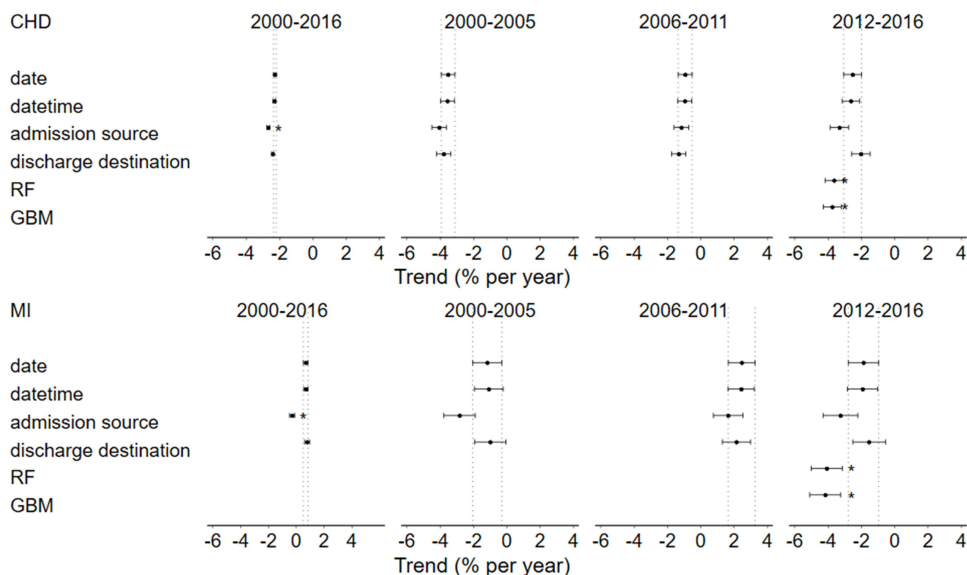 CHD 2000-2016 2000-2005 2006-2011 2012-2016
date
datetime
admission source *
discharge destination
RF *
GBM *
-6 -4 -2 0 2 4 -6 -4 -2 0 2 4 -6 -4 -2 0 2 4 -6 -4 -2 0 2 4
Trend (% per year)
MI 2000-2016 2000-2005 2006-2011 2012-2016
date
datetime
admission source *
discharge destination
RF *
GBM *
-6 -4 -2 0 2 4 -6 -4 -2 0 2 4 -6 -4 -2 0 2 4 -6 -4 -2 0 2 4
Trend (% per year)